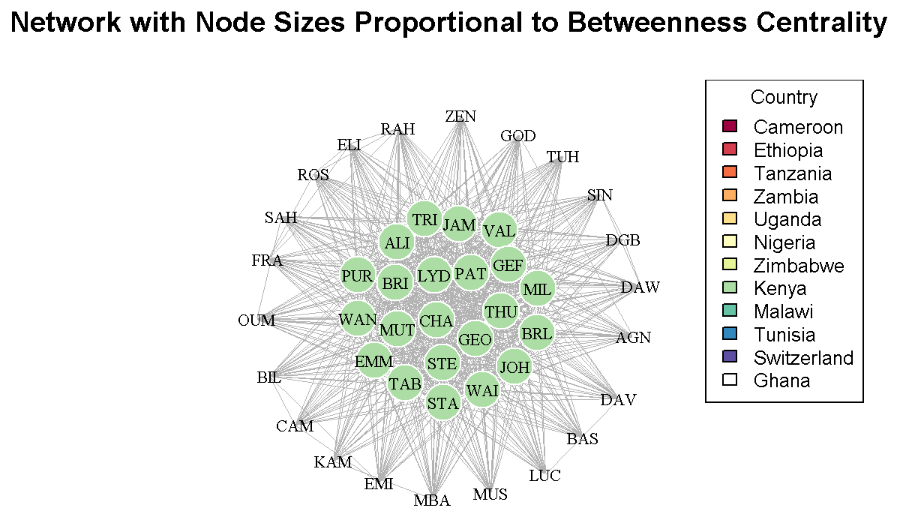 Network with Node Sizes Proportional to Betweenness Centrality
Country
Cameroon
Ethiopia
Tanzania
Zambia
Uganda
Nigeria
Zimbabwe
Kenya
Malawi
Tunisia
Switzerland
Ghana
ZEN
RAH
GOD
ELI
TUH
ROS
SIN
SAH
TRI
JAM
VAL
ALI
DGB
FRA
PUR
BRI
LYD
PAT
GEF
MIL
DAW
OUM
WAN
MUT
CHA
THU
GEO
BRL
AGN
EMM
STE
JOH
BIL
TAB
WAI
STA
DAV
CAM
BAS
KAM
LUC
EMI
MBA
MUS